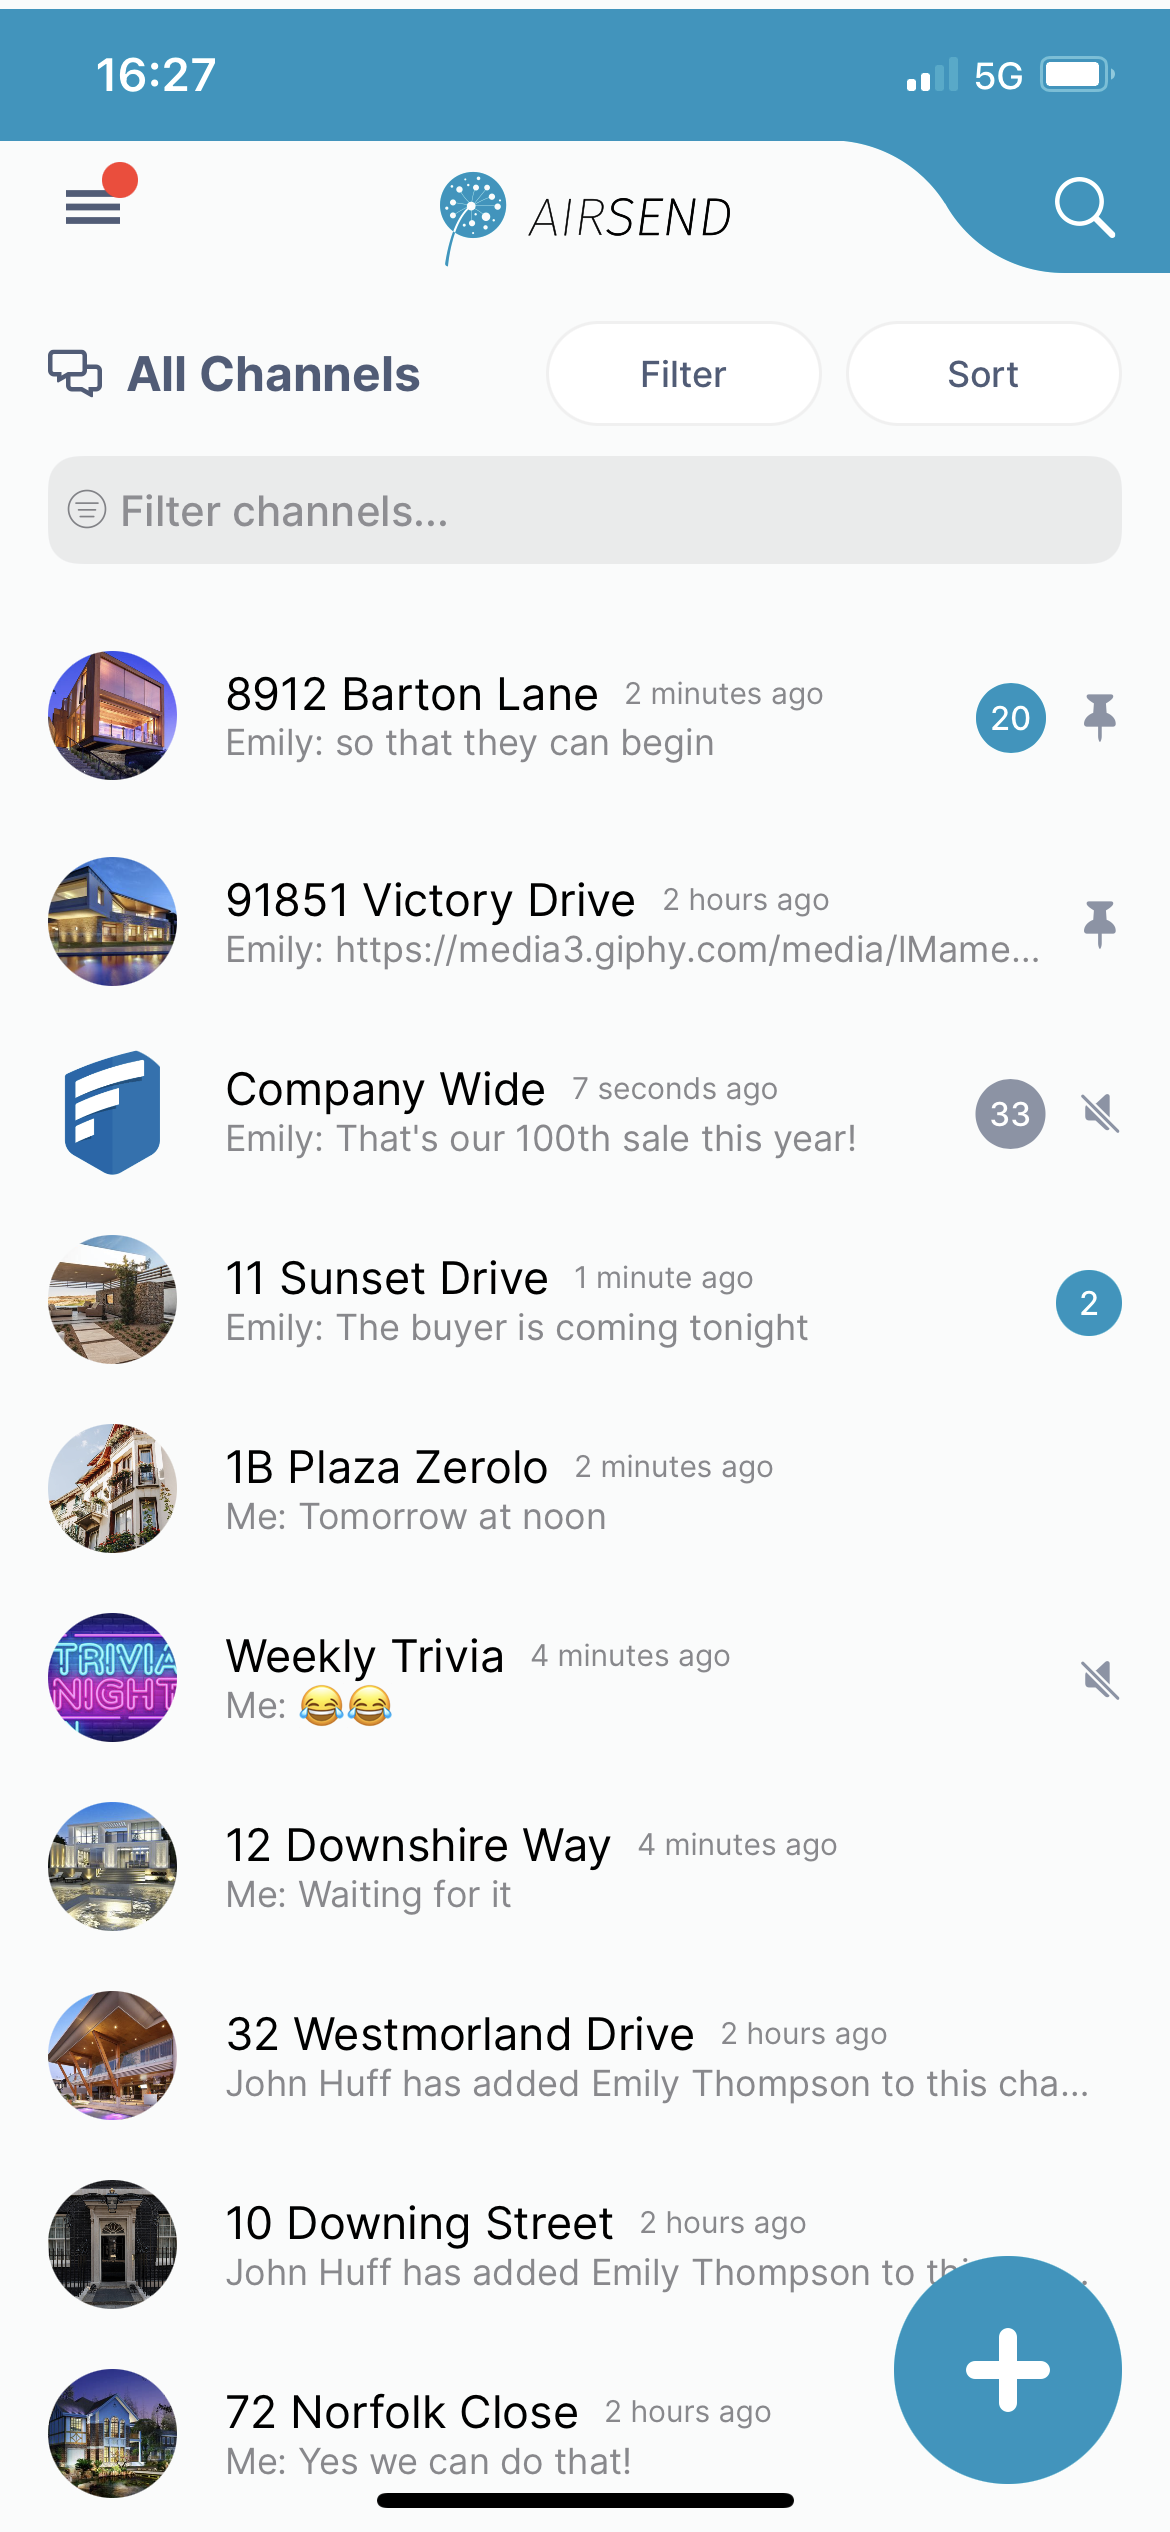 16:27
5G
AIRSEND
All Channels
Filter
Sort
Filter channels...
8912 Barton Lane 2 minutes ago
Emily: so that they can begin
20
91851 Victory Drive 2 hours ago
Emily: https://media3.giphy.com/media/IMame...
Company Wide 7 seconds ago
Emily: That's our 100th sale this year!
33
11 Sunset Drive 1 minute ago
Emily: The buyer is coming tonight
2
1B Plaza Zerolo 2 minutes ago
Me: Tomorrow at noon
TRIVIA
NIGHT
Weekly Trivia 4 minutes ago
Me: 😂😂
12 Downshire Way 4 minutes ago
Me: Waiting for it
32 Westmorland Drive 2 hours ago
John Huff has added Emily Thompson to this cha...
10 Downing Street 2 hours ago
John Huff has added Emily Thompson to
72 Norfolk Close 2 hours ago
Me: Yes we can do that!